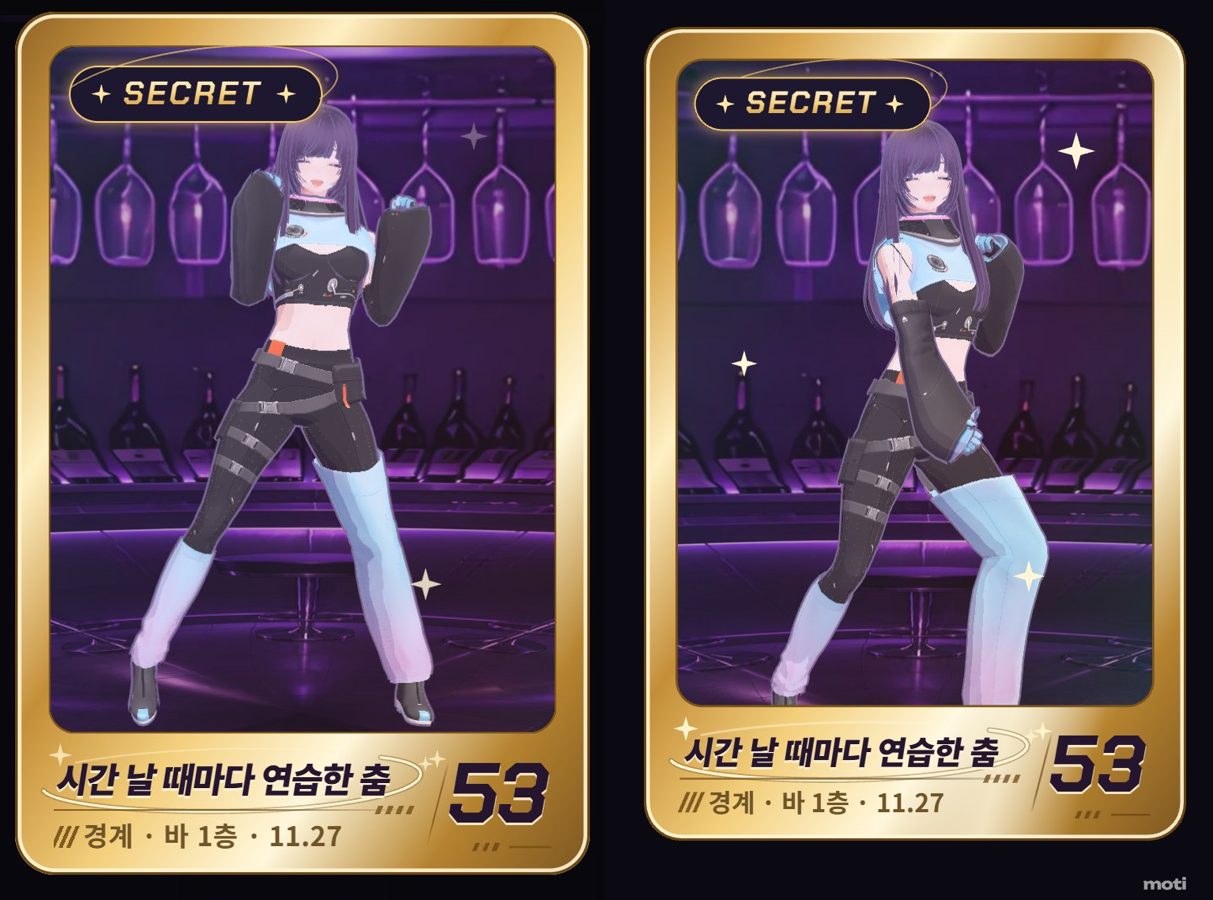 SECRET
시간 날 때마다 연습한 춤
/// 경계 · 바 1층 · 11.27
53
SECRET
시간 날 때마다 연습한 춤
/// 경계 · 바 1층 · 11.27
53
moti